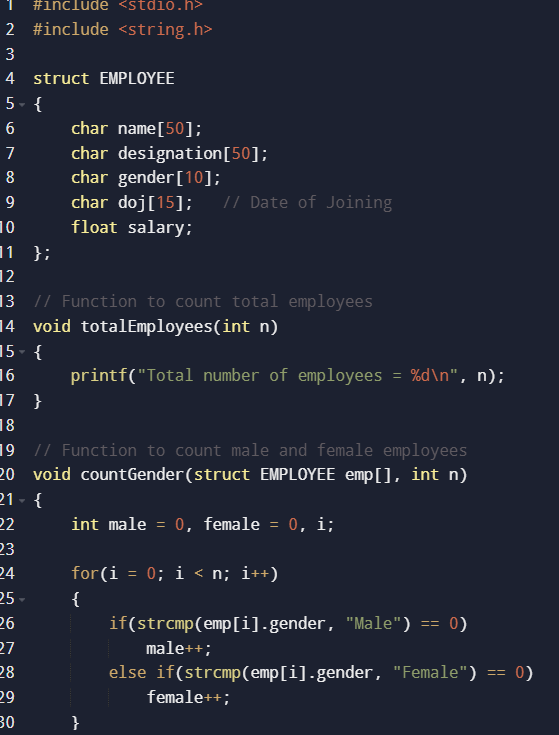 1 #include <stdio.h>
2 #include <string.h>
3
4 struct EMPLOYEE
5 {
6     char name[50];
7     char designation[50];
8     char gender[10];
9     char doj[15];   // Date of Joining
10     float salary;
11 };
12
13 // Function to count total employees
14 void totalEmployees(int n)
15 {
16     printf("Total number of employees = %d\n", n);
17 }
18
19 // Function to count male and female employees
20 void countGender(struct EMPLOYEE emp[], int n)
21 {
22     int male = 0, female = 0, i;
23
24     for(i = 0; i < n; i++)
25     {
26         if(strcmp(emp[i].gender, "Male") == 0)
27             male++;
28         else if(strcmp(emp[i].gender, "Female") == 0)
29             female++;
30     }